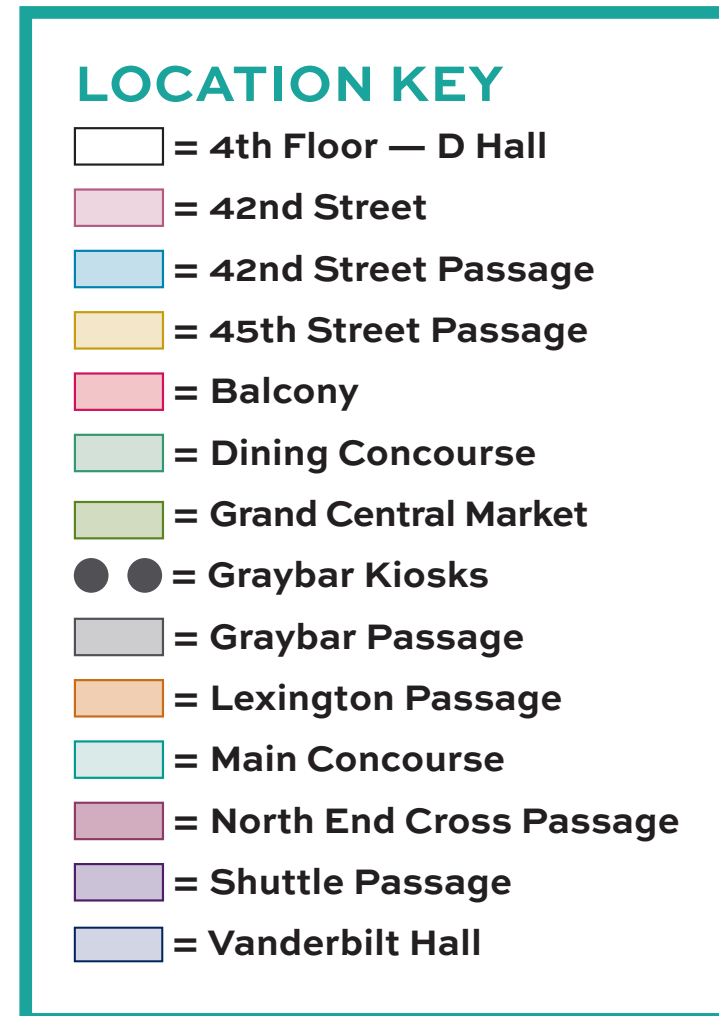 LOCATION KEY
= 4th Floor — D Hall
= 42nd Street
= 42nd Street Passage
= 45th Street Passage
= Balcony
= Dining Concourse
= Grand Central Market
= Graybar Kiosks
= Graybar Passage
= Lexington Passage
= Main Concourse
= North End Cross Passage
= Shuttle Passage
= Vanderbilt Hall